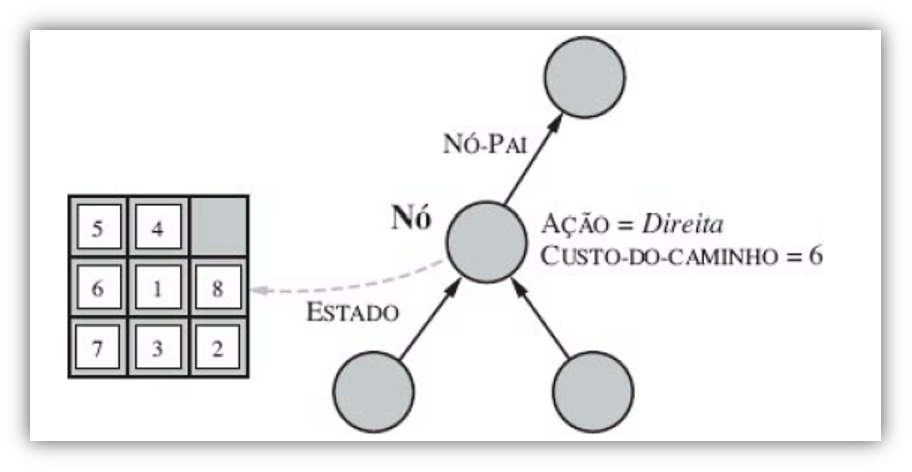 NÓ-PAI
Nó
AÇÃO = Direita
CUSTO-DO-CAMINHO = 6
ESTADO
5 4
6 1 8
7 3 2